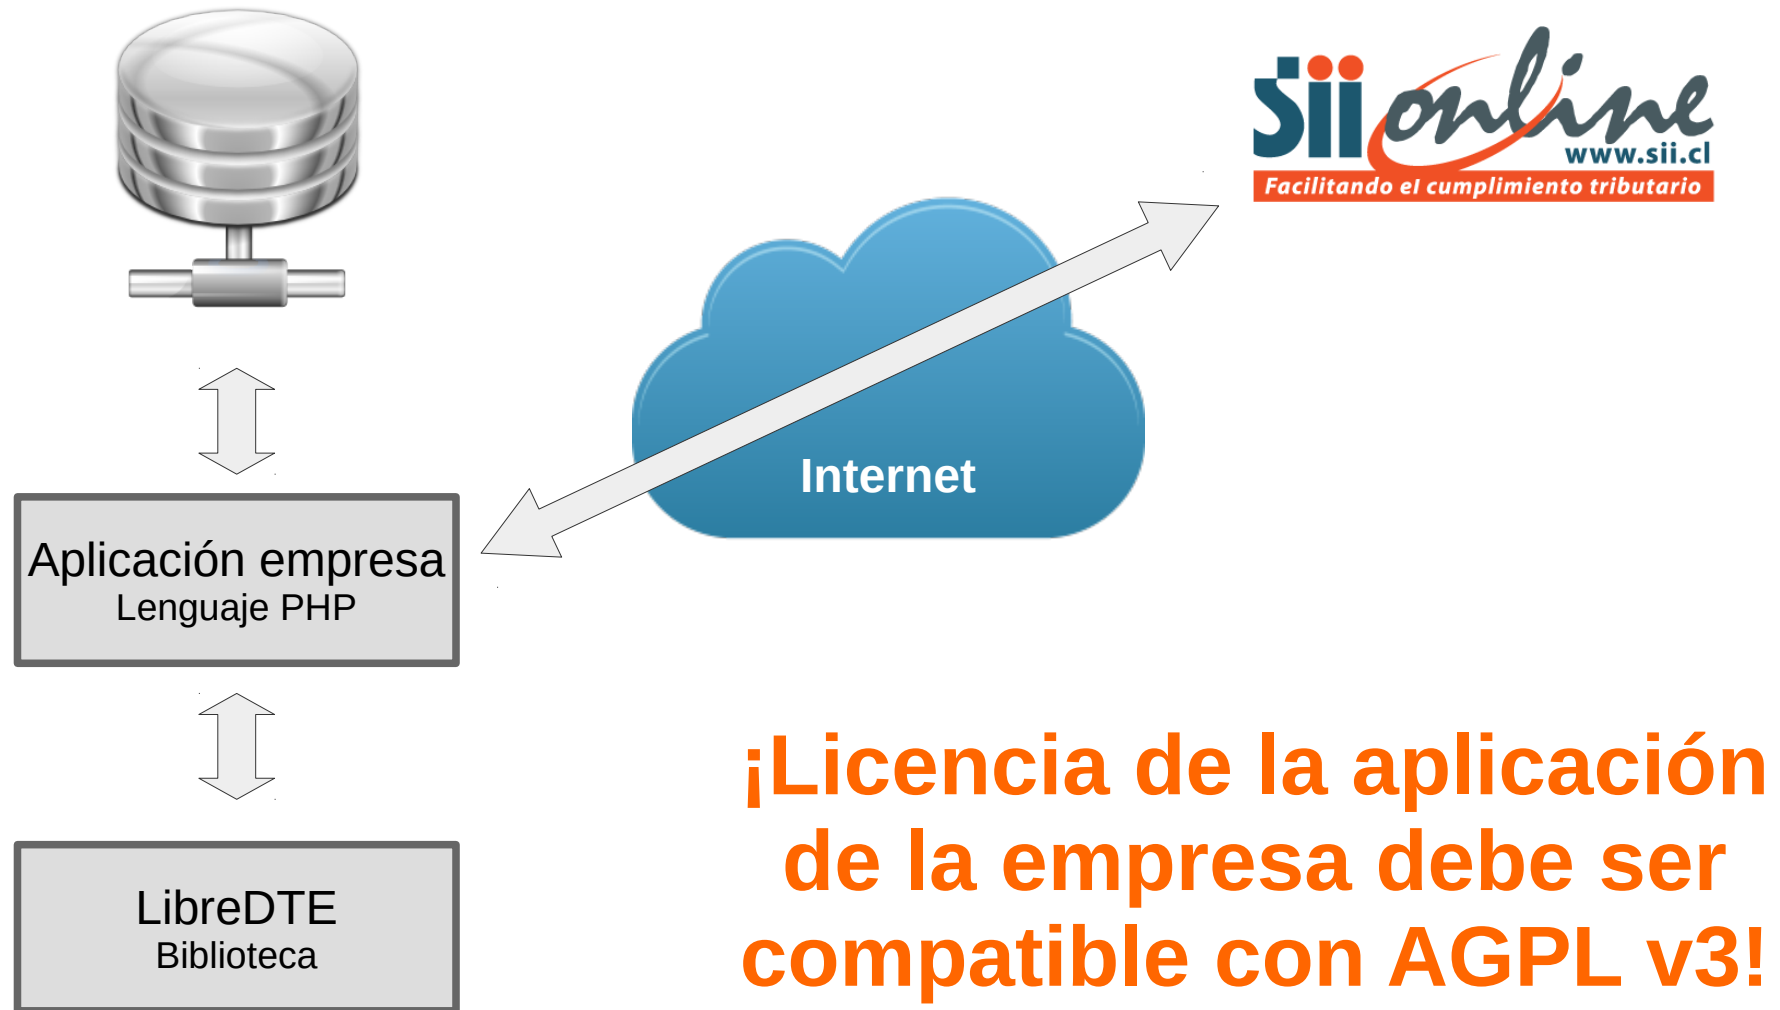 Sii online
www.sii.cl
Facilitando el cumplimiento tributario
Internet
Aplicación empresa
Lenguaje PHP
LibreDTE
Biblioteca
¡Licencia de la aplicación
de la empresa debe ser
compatible con AGPL v3!